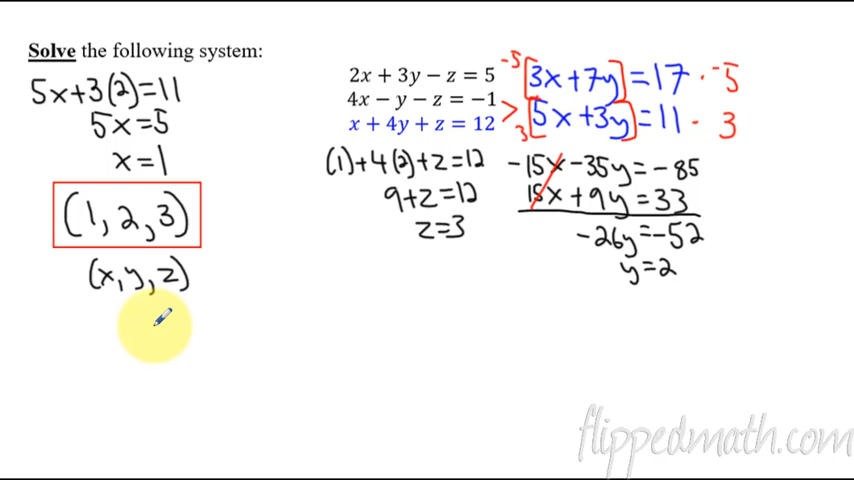 Solve the following system:
5x+3(2)=11
5x=5
x=1
(1, 2, 3)
(x, y, z)
2x + 3y − z = 5
4x − y − z = −1
x + 4y + z = 12
(1)+4(2)+z=12
9+z=12
z=3
-5[3x+7y]=17 · -5
> 3[5x+3y]=11 · 3
-15x-35y=-85
15x+9y=33
-26y=-52
y=2
flippedmath.com